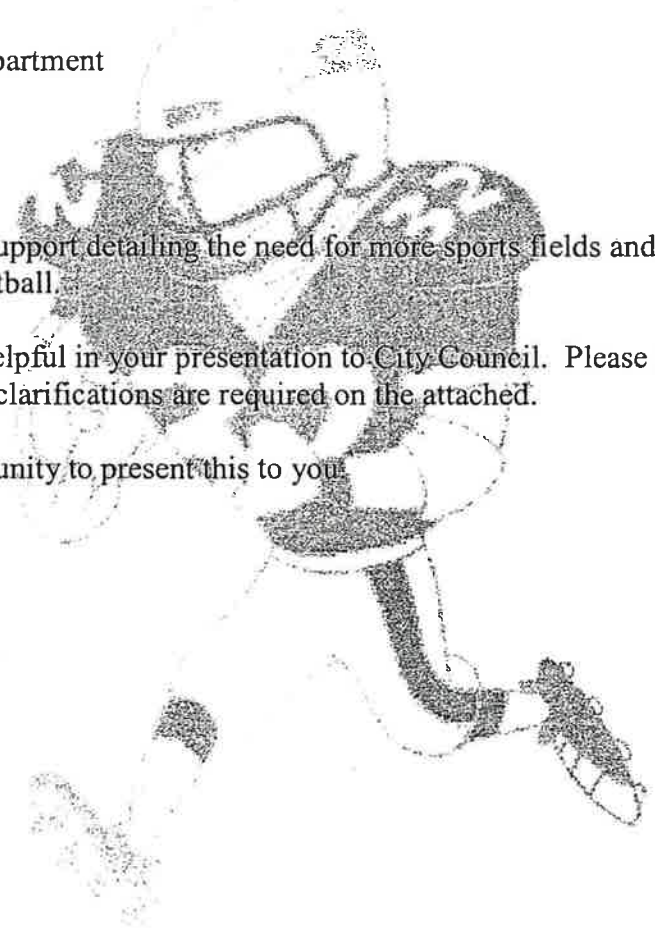 partment
upport detailing the need for more sports fields and
tball.
elpful in your presentation to City Council.  Please
clarifications are required on the attached.
unity to present this to you.
32